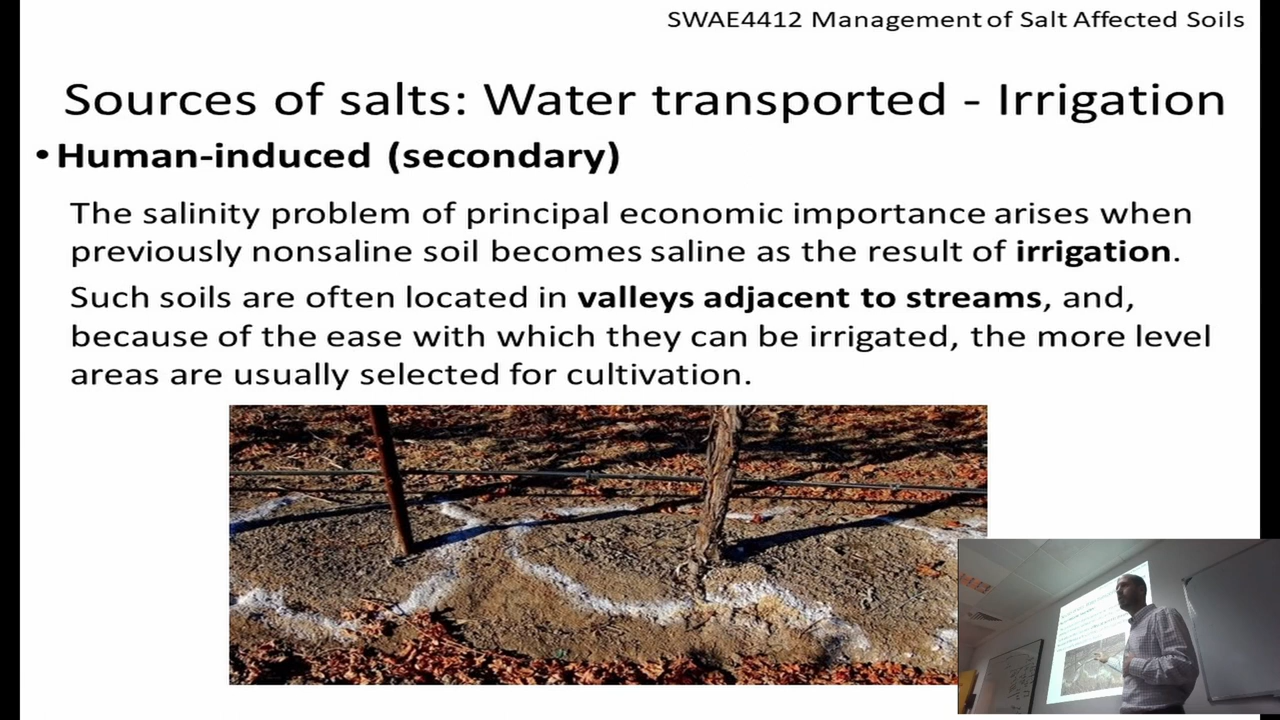 SWAE4412 Management of Salt Affected Soils
Sources of salts: Water transported - Irrigation
• Human-induced (secondary)
The salinity problem of principal economic importance arises when
previously nonsaline soil becomes saline as the result of irrigation.
Such soils are often located in valleys adjacent to streams, and,
because of the ease with which they can be irrigated, the more level
areas are usually selected for cultivation.